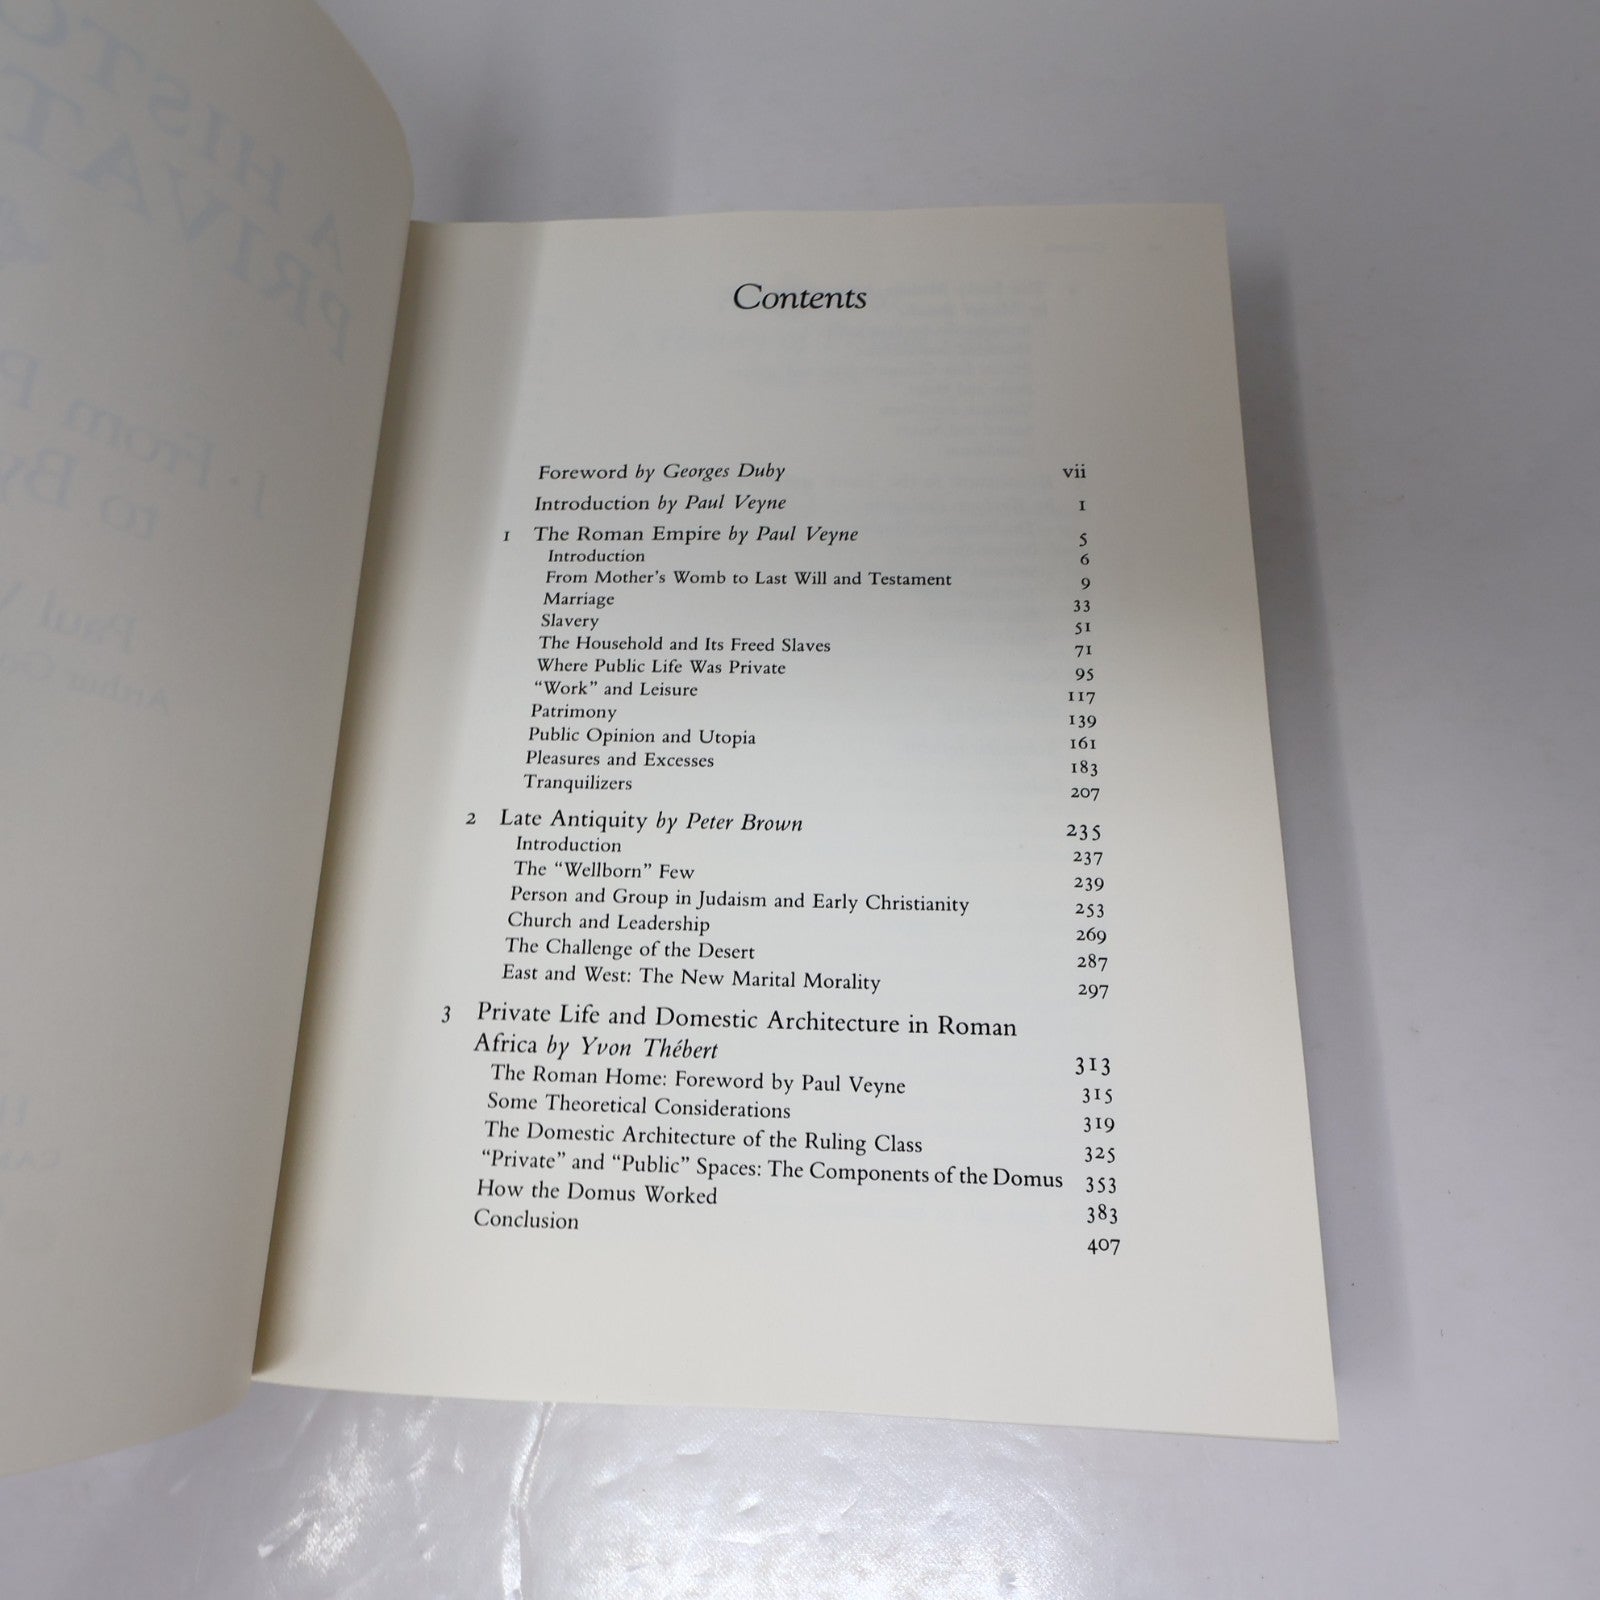 A HISTO
PRIVAT
I · From P
to By
Paul V
Arthur Go
Contents
Foreword by Georges Duby vii
Introduction by Paul Veyne 1
1 The Roman Empire by Paul Veyne 5
Introduction 6
From Mother's Womb to Last Will and Testament 9
Marriage 33
Slavery 51
The Household and Its Freed Slaves 71
Where Public Life Was Private 95
“Work” and Leisure 117
Patrimony 139
Public Opinion and Utopia 161
Pleasures and Excesses 183
Tranquilizers 207
2 Late Antiquity by Peter Brown 235
Introduction 237
The “Wellborn” Few 239
Person and Group in Judaism and Early Christianity 253
Church and Leadership 269
The Challenge of the Desert 287
East and West: The New Marital Morality 297
3 Private Life and Domestic Architecture in Roman
Africa by Yvon Thébert 313
The Roman Home: Foreword by Paul Veyne 315
Some Theoretical Considerations 319
The Domestic Architecture of the Ruling Class 325
“Private” and “Public” Spaces: The Components of the Domus 353
How the Domus Worked 383
Conclusion 407